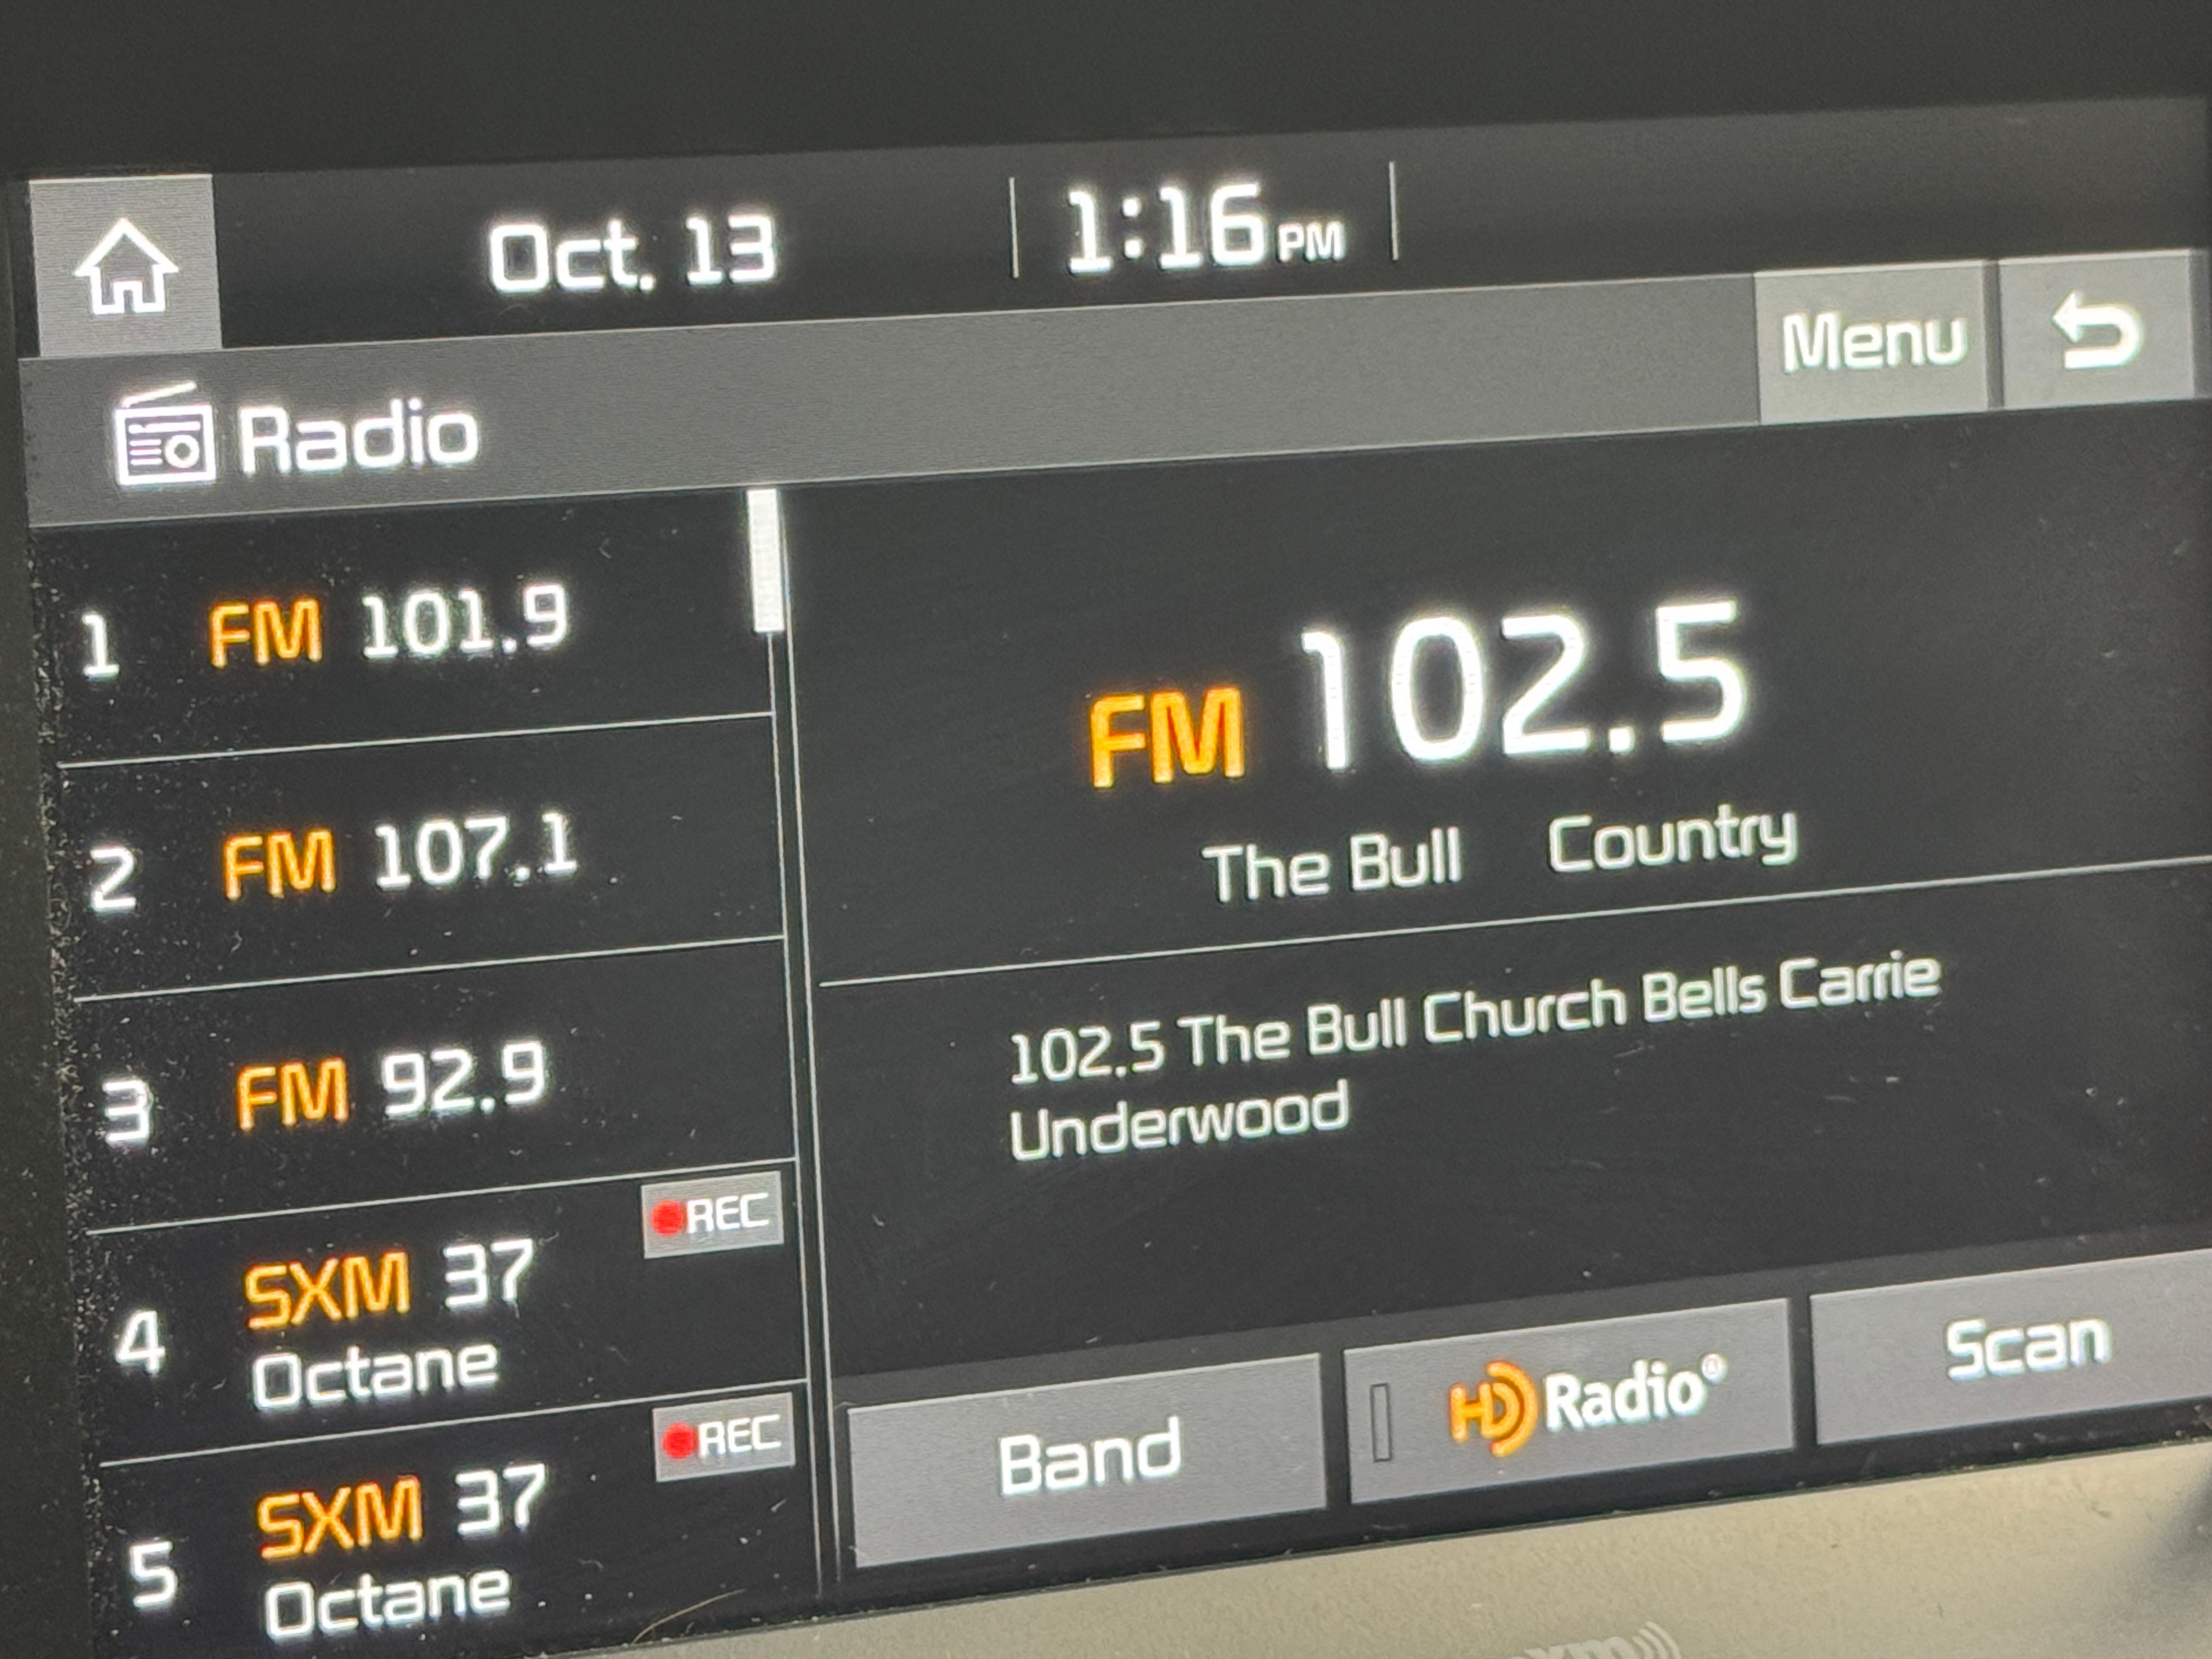 Oct. 13
1:16 PM
Menu
Radio
1 FM 101.9
2 FM 107.1
3 FM 92.9
REC
4 SXM 37
Octane
REC
5 SXM 37
Octane
FM 102.5
The Bull Country
102.5 The Bull Church Bells Carrie
Underwood
Band
HD Radio®
Scan